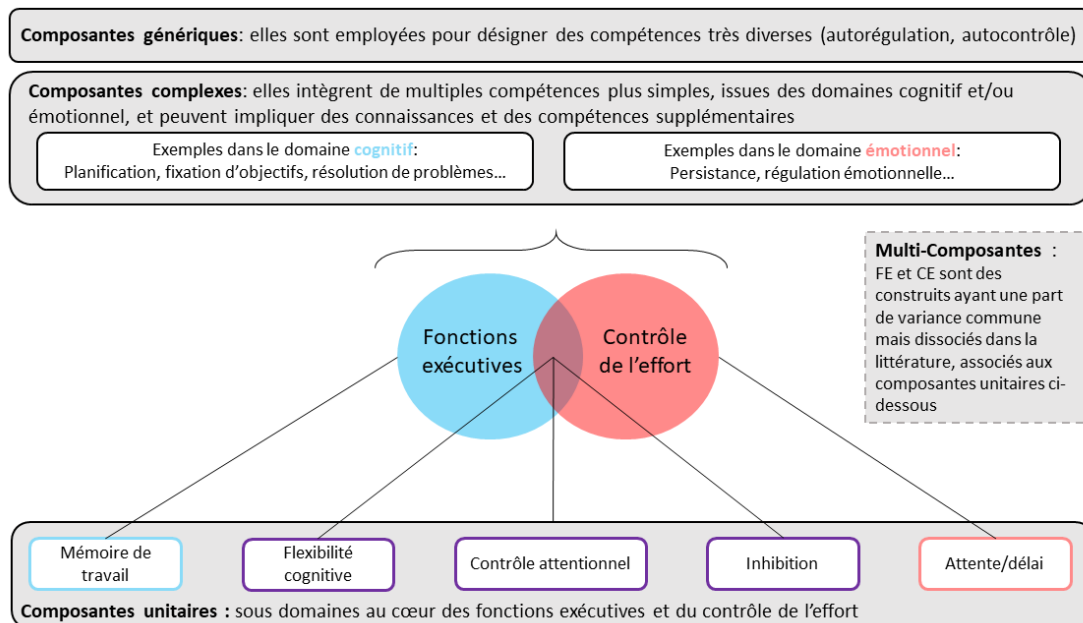 Composantes génériques: elles sont employées pour désigner des compétences très diverses (autorégulation, autocontrôle)
Composantes complexes: elles intègrent de multiples compétences plus simples, issues des domaines cognitif et/ou
émotionnel, et peuvent impliquer des connaissances et des compétences supplémentaires
Exemples dans le domaine cognitif:
Planification, fixation d'objectifs, résolution de problèmes…
Exemples dans le domaine émotionnel:
Persistance, régulation émotionnelle…
Multi-Composantes :
FE et CE sont des
construits ayant une part
de variance commune
mais dissociés dans la
littérature, associés aux
composantes unitaires ci-
dessous
Fonctions
exécutives
Contrôle
de l'effort
Mémoire de
travail
Flexibilité
cognitive
Contrôle attentionnel
Inhibition
Attente/délai
Composantes unitaires : sous domaines au cœur des fonctions exécutives et du contrôle de l'effort